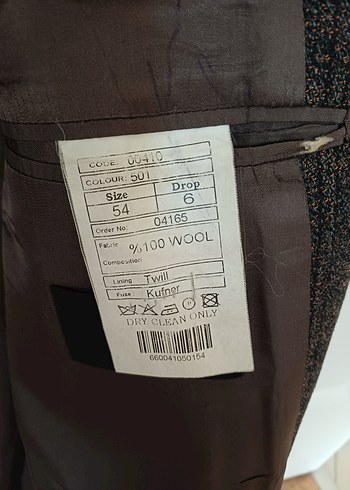 CODE: 00410
COLOUR: 501
Size Drop
54 6
Order No: 04165
Fabric %100 WOOL
Composition:
Lining Twill
Fuse Kufner
DRY CLEAN ONLY
660041050154